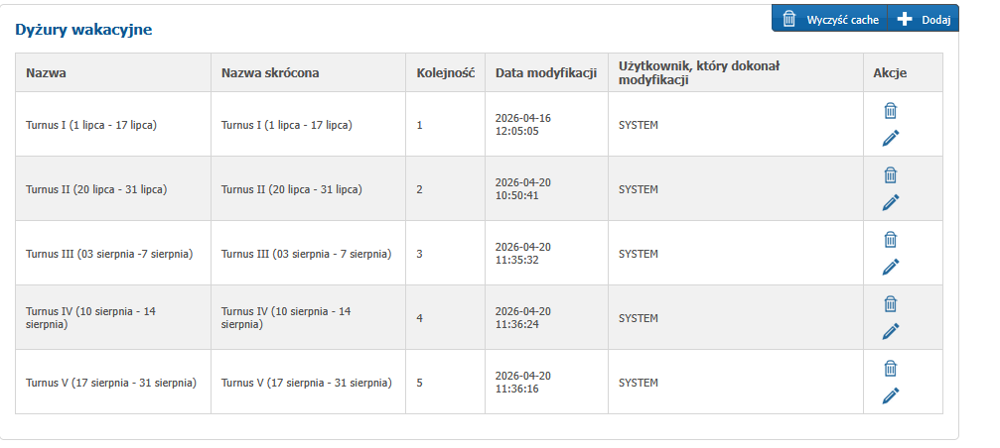 Wyczyść cache
Dodaj
Dyżury wakacyjne
Nazwa
Nazwa skrócona
Kolejność
Data modyfikacji
Użytkownik, który dokonał
modyfikacji
Akcje
Turnus I (1 lipca - 17 lipca)
Turnus I (1 lipca - 17 lipca)
1
2026-04-16
12:05:05
SYSTEM
Turnus II (20 lipca - 31 lipca)
Turnus II (20 lipca - 31 lipca)
2
2026-04-20
10:50:41
SYSTEM
Turnus III (03 sierpnia -7 sierpnia)
Turnus III (03 sierpnia - 7 sierpnia)
3
2026-04-20
11:35:32
SYSTEM
Turnus IV (10 sierpnia - 14
sierpnia)
Turnus IV (10 sierpnia - 14
sierpnia)
4
2026-04-20
11:36:24
SYSTEM
Turnus V (17 sierpnia - 31 sierpnia)
Turnus V (17 sierpnia - 31 sierpnia)
5
2026-04-20
11:36:16
SYSTEM